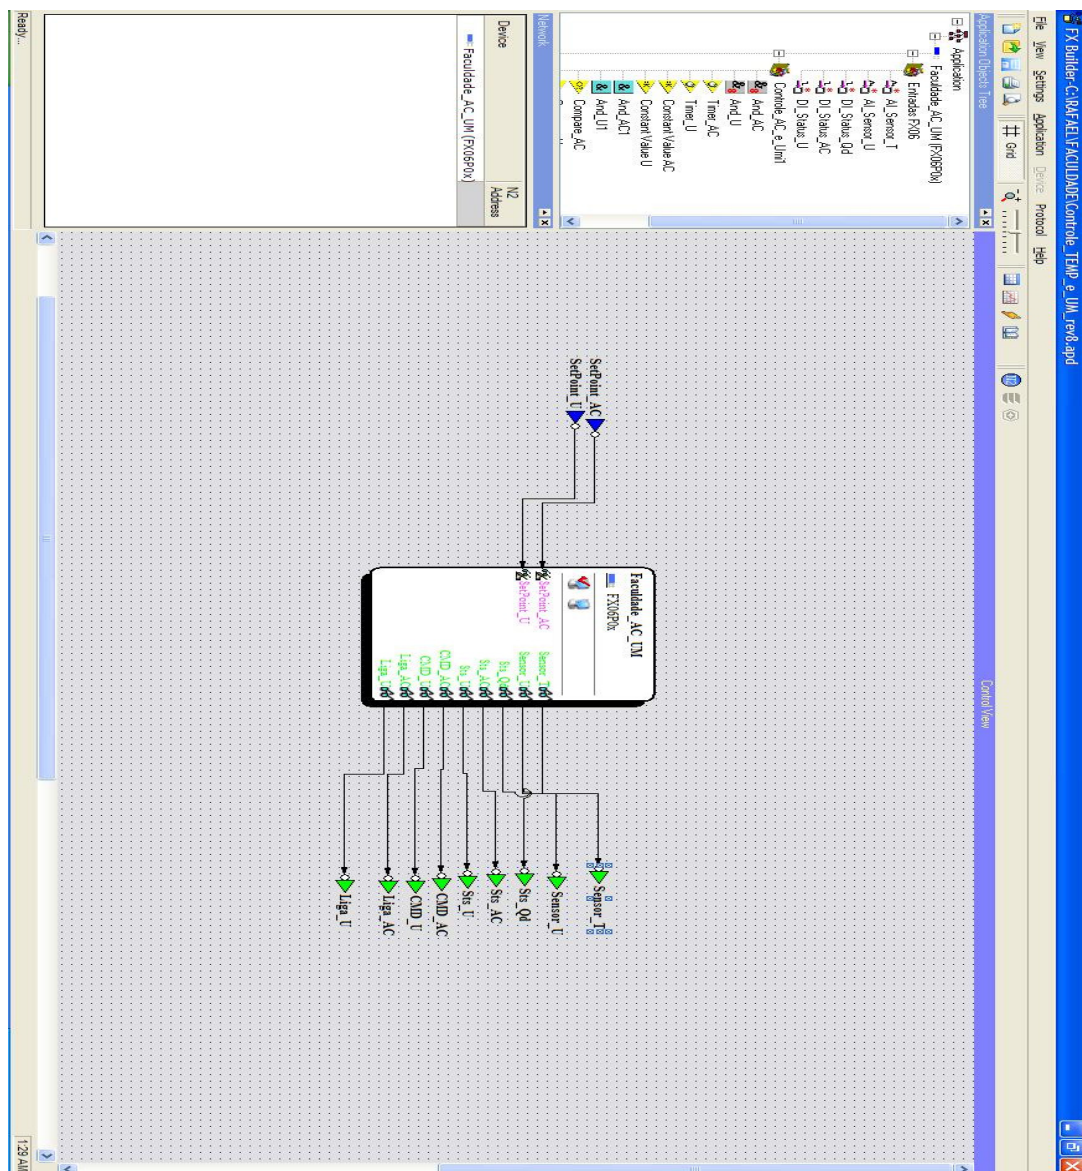 FX Builder-C:\RAFAEL\FACULDADE\Controle_TEMP_e_UM_rev8.apd
File View Settings Application Device Protocol Help
Grid
N2
Application Objects Tree
Application
Faculdade_AC_UM (FX06P0x)
Entradas FX06
AI_Sensor_T
AI_Sensor_U
DI_Status_Qd
DI_Status_AC
DI_Status_U
Controle_AC_e_Umi1
And_AC
And_U
Timer_AC
Timer_U
Constant Value AC
Constant Value U
And_AC1
And_U1
Compare_AC
Network
Device
N2 Address
Faculdade_AC_UM (FX06P0x)
Control View
SetPoint_AC
SetPoint_U
Faculdade_AC_UM
FX06P0x
SetPoint_AC
SetPoint_U
Sensor_T
Sensor_U
Sts_Qd
Sts_AC
Sts_U
CMD_AC
CMD_U
Liga_AC
Liga_U
Sensor_T
Sensor_U
Sts_Qd
Sts_AC
Sts_U
CMD_AC
CMD_U
Liga_AC
Liga_U
Ready...
1:29 AM